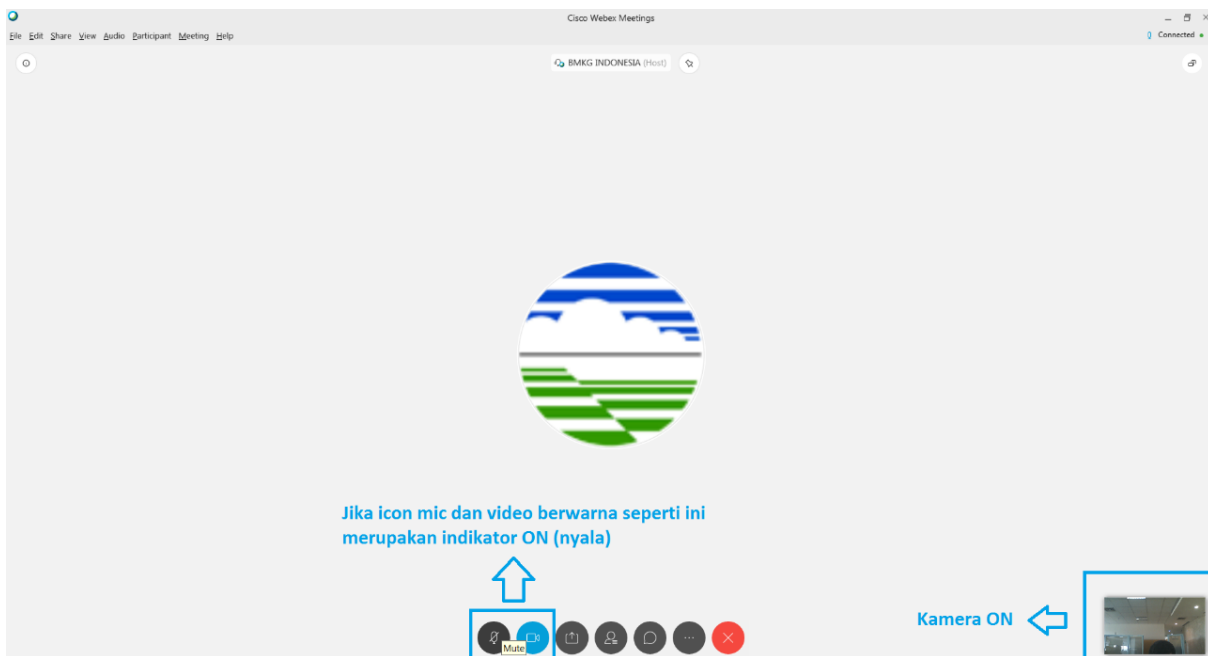 Cisco Webex Meetings
File Edit Share View Audio Participant Meeting Help
Connected
BMKG INDONESIA (Host)
Jika icon mic dan video berwarna seperti ini
merupakan indikator ON (nyala)
Kamera ON
Mute